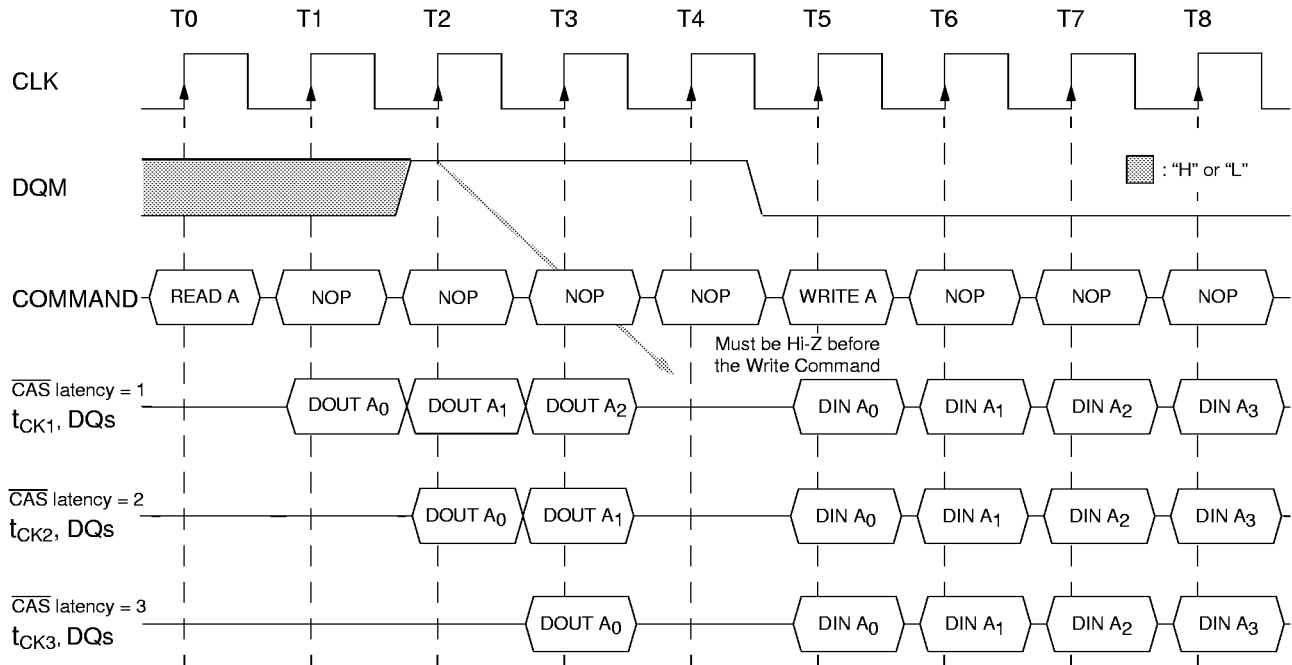 T0 T1 T2 T3 T4 T5 T6 T7 T8
CLK
DQM
: “H” or “L”
COMMAND READ A NOP NOP NOP NOP WRITE A NOP NOP NOP
Must be Hi-Z before
the Write Command
CAS latency = 1
tCK1, DQs DOUT A0 DOUT A1 DOUT A2 DIN A0 DIN A1 DIN A2 DIN A3
CAS latency = 2
tCK2, DQs DOUT A0 DOUT A1 DIN A0 DIN A1 DIN A2 DIN A3
CAS latency = 3
tCK3, DQs DOUT A0 DIN A0 DIN A1 DIN A2 DIN A3